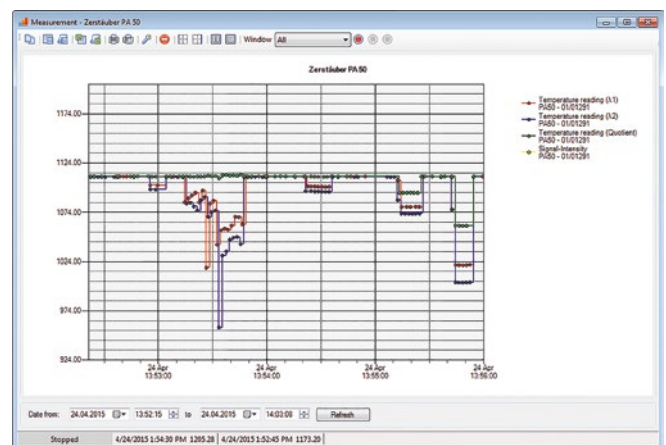 Measurement - Zerstäuber PA 50
Window All
Zerstäuber PA50
1174.00
1124.00
1074.00
1024.00
974.00
924.00
24 Apr
13:53:00
24 Apr
13:54:00
24 Apr
13:55:00
24 Apr
13:56:00
Temperature reading (λ1)
PA50 - 01/01291
Temperature reading (λ2)
PA50 - 01/01291
Temperature reading (Quotient)
PA50 - 01/01291
Signal-Intensity
PA50 - 01/01291
Date from: 24.04.2015 13:52:15 to 24.04.2015 14:03:08 Refresh
Stopped 4/24/2015 1:54:30 PM 1205.28 4/24/2015 1:52:45 PM 1173.20